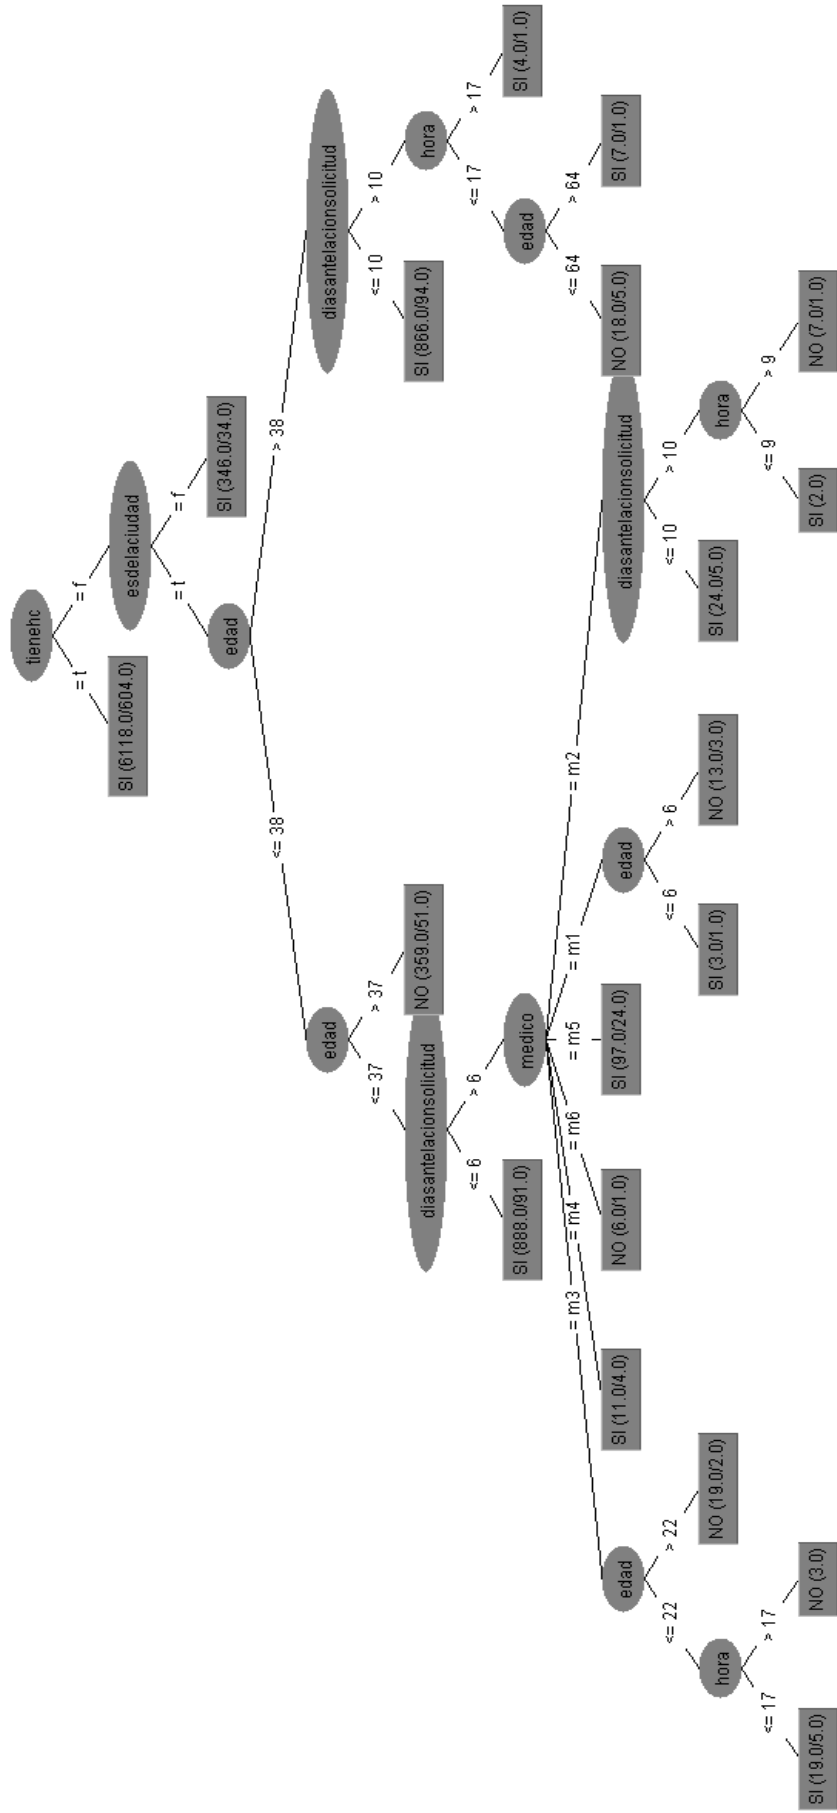 tienehc
= t
= f
SI (6118.0/604.0)
esdelaciudad
= t
= f
edad
SI (346.0/34.0)
<= 38
> 38
edad
diasantelacionsolicitud
<= 37
> 37
<= 10
> 10
diasantelacionsolicitud
NO (359.0/51.0)
SI (866.0/94.0)
hora
<= 6
> 6
<= 17
> 17
SI (888.0/91.0)
medico
edad
SI (4.0/1.0)
= m3
= m4
= m6
= m5
= m1
= m2
<= 64
> 64
edad
SI (11.0/4.0)
NO (6.0/1.0)
SI (97.0/24.0)
edad
diasantelacionsolicitud
NO (18.0/5.0)
SI (7.0/1.0)
<= 22
> 22
<= 6
> 6
<= 10
> 10
hora
NO (19.0/2.0)
SI (3.0/1.0)
NO (13.0/3.0)
SI (24.0/5.0)
hora
<= 17
> 17
<= 9
> 9
SI (19.0/5.0)
NO (3.0)
SI (2.0)
NO (7.0/1.0)